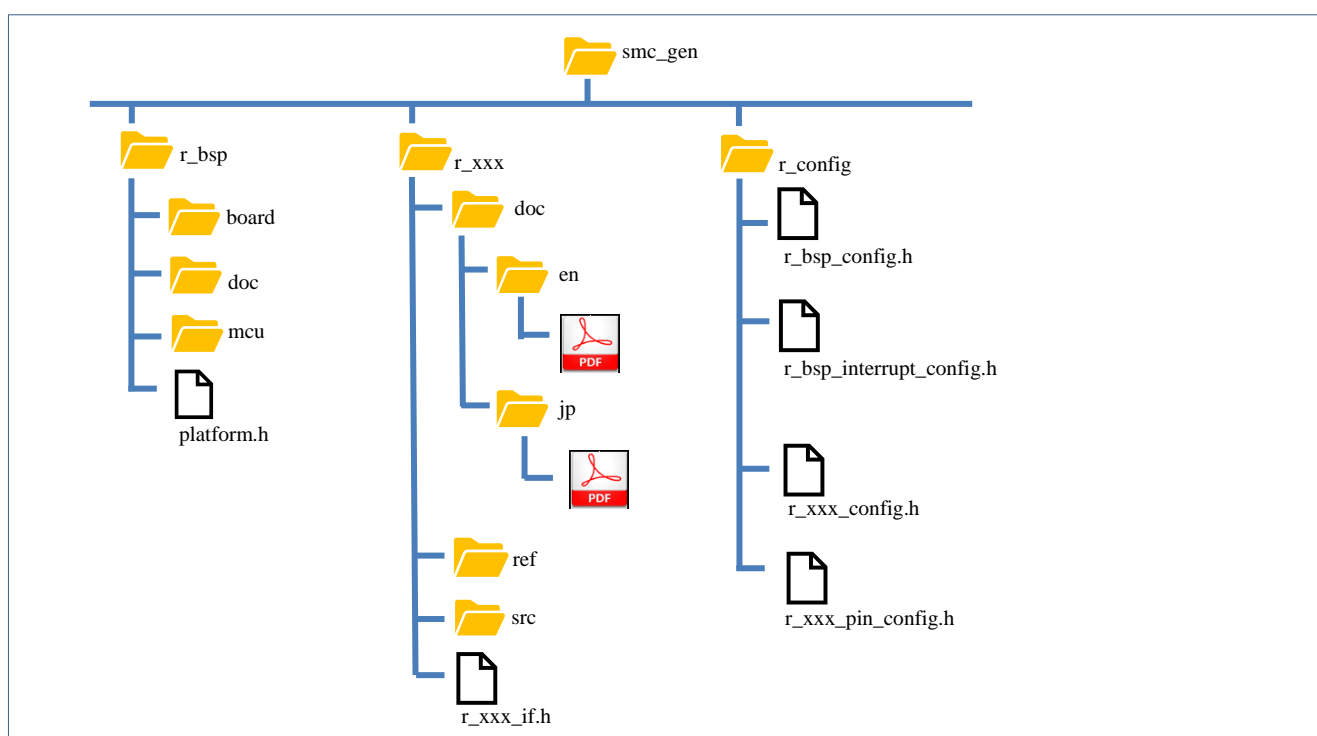 smc_gen
r_bsp
board
doc
mcu
platform.h
r_xxx
doc
en
PDF
jp
PDF
ref
src
r_xxx_if.h
r_config
r_bsp_config.h
r_bsp_interrupt_config.h
r_xxx_config.h
r_xxx_pin_config.h